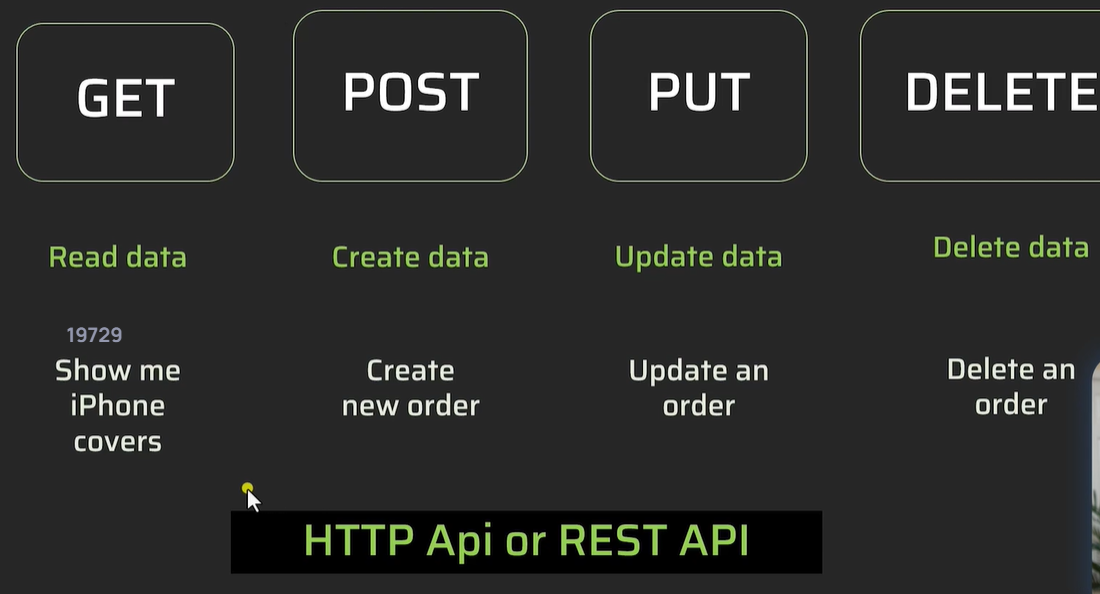 GET
POST
PUT
DELETE
Read data
Create data
Update data
Delete data
19729
Show me
iPhone
covers
Create
new order
Update an
order
Delete an
order
HTTP Api or REST API